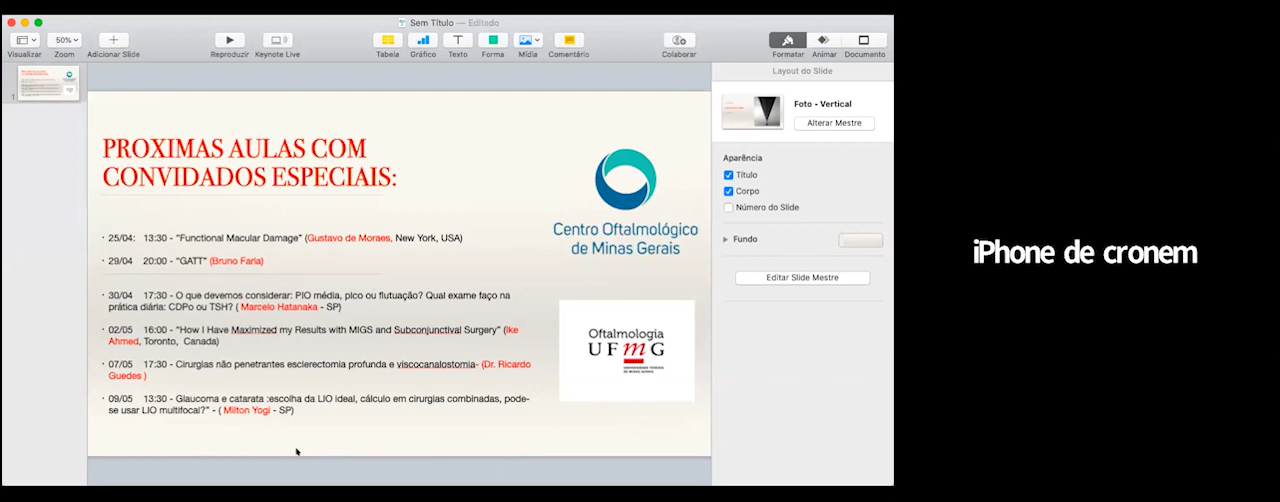 Sem Título — Editado
Visualizar
50%
Zoom
Adicionar Slide
Reproduzir
Keynote Live
Tabela
Gráfico
Texto
Forma
Mídia
Comentário
Colaborar
Formatar
Animar
Documento
1
PROXIMAS AULAS COM
CONVIDADOS ESPECIAIS:
· 25/04: 13:30 - “Functional Macular Damage” (Gustavo de Moraes, New York, USA)
· 29/04 20:00 - “GATT” (Bruno Faria)
· 30/04 17:30 - O que devemos considerar: PIO média, pico ou flutuação? Qual exame faço na
prática diária: CDPo ou TSH? ( Marcelo Hatanaka - SP)
· 02/05 16:00 - “How I Have Maximized my Results with MIGS and Subconjunctival Surgery” (Ike
Ahmed, Toronto, Canada)
· 07/05 17:30 - Cirurgias não penetrantes esclerectomia profunda e viscocanalostomia- (Dr. Ricardo
Guedes )
· 09/05 13:30 - Glaucoma e catarata :escolha da LIO ideal, cálculo em cirurgias combinadas, pode-
se usar LIO multifocal?” - ( Milton Yogi - SP)
Centro Oftalmológico
de Minas Gerais
Oftalmologia
UFmG
UNIVERSIDADE FEDERAL
DE MINAS GERAIS
Layout do Slide
Foto - Vertical
Alterar Mestre
Aparência
Título
Corpo
Número do Slide
Fundo
Editar Slide Mestre
iPhone de cronem